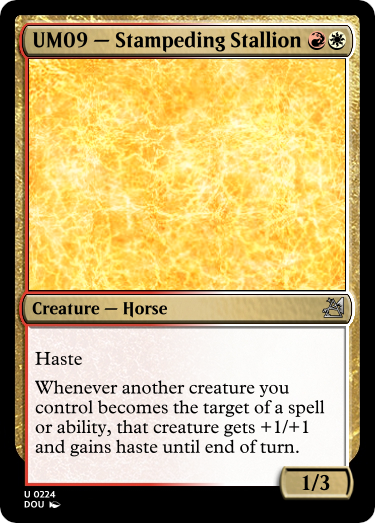 UM09 — Stampeding Stallion
Creature — Horse
Haste
Whenever another creature you
control becomes the target of a spell
or ability, that creature gets +1/+1
and gains haste until end of turn.
1/3
U 0224
DOU